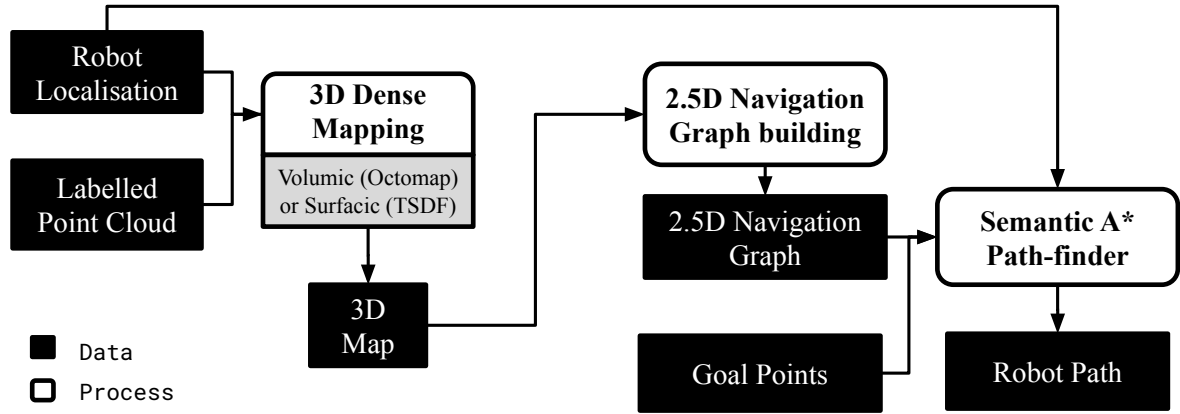 Robot
Localisation
Labelled
Point Cloud
3D Dense
Mapping
Volumic (Octomap)
or Surfacic (TSDF)
3D
Map
2.5D Navigation
Graph building
2.5D Navigation
Graph
Goal Points
Semantic A*
Path-finder
Robot Path
Data
Process